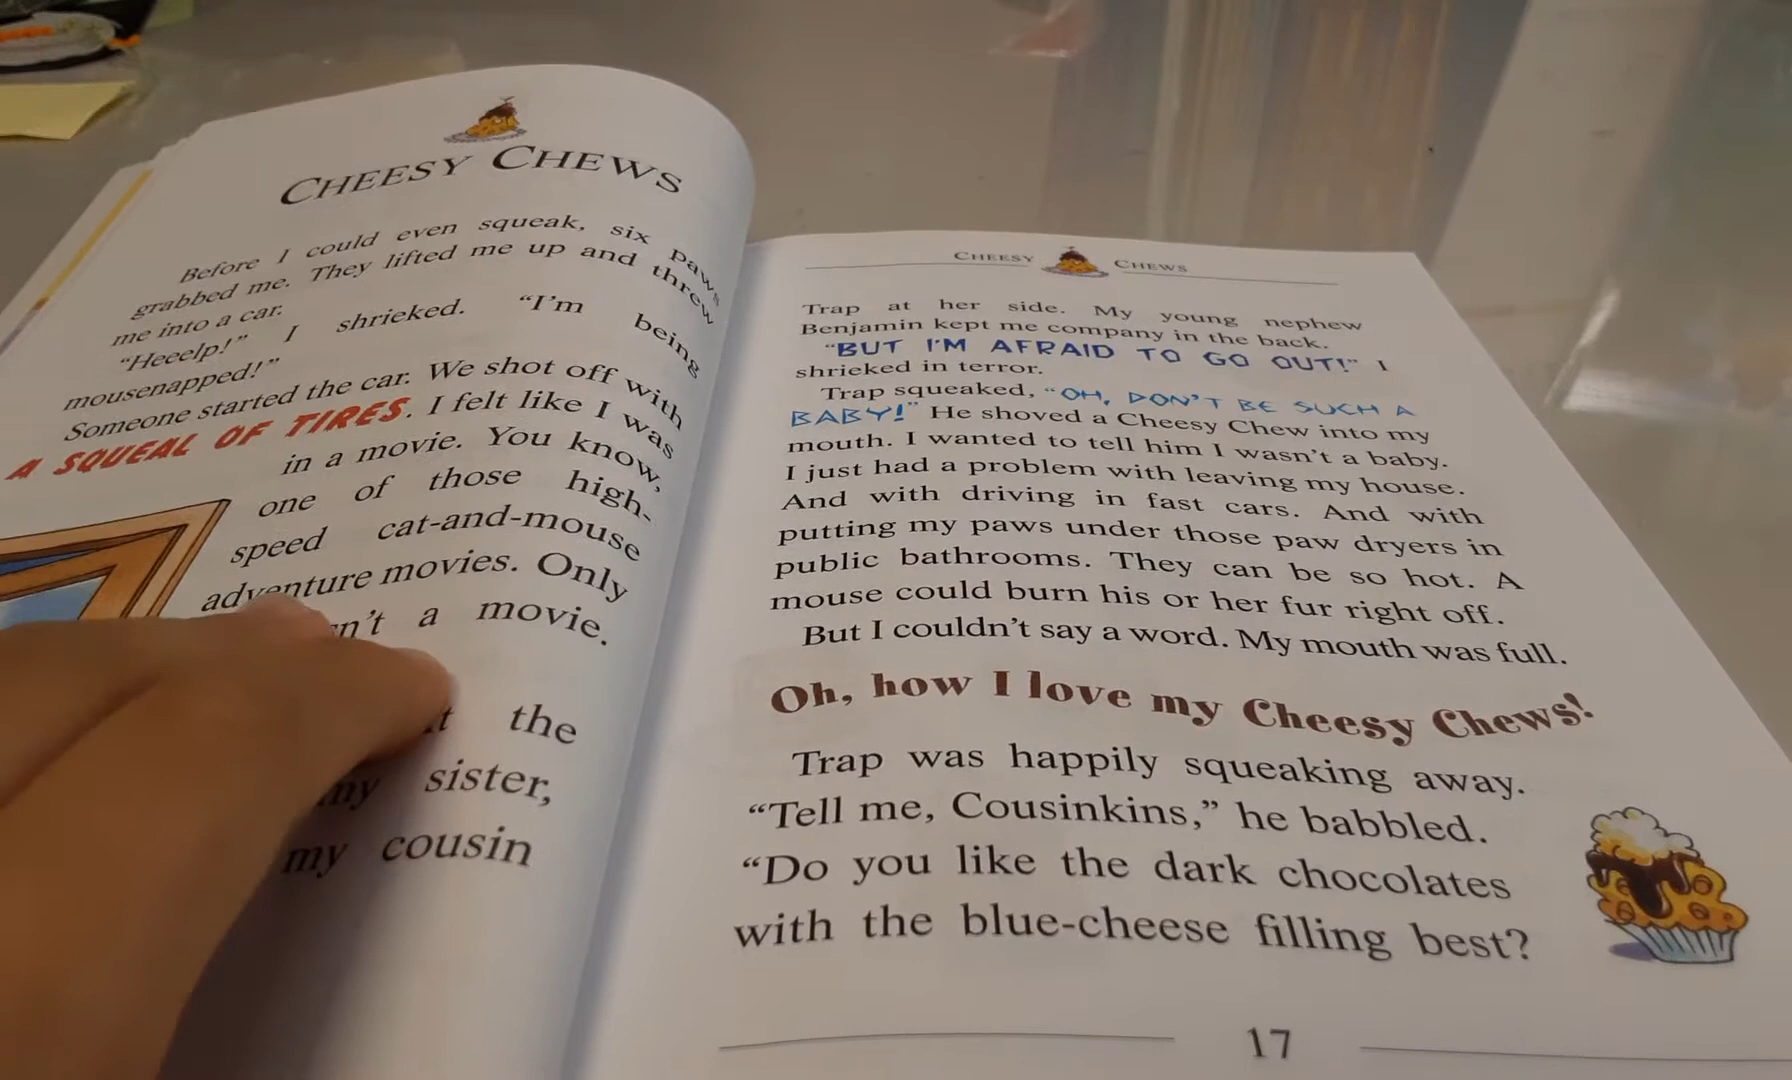 CHEESY CHEWS
Before I could even squeak, six paws
grabbed me. They lifted me up and threw
me into a car.
“Heeelp!” I shrieked. “I’m being
mousenapped!”
Someone started the car. We shot off with
A SQUEAL OF TIRES. I felt like I was
in a movie. You know,
one of those high-
speed cat-and-mouse
adventure movies. Only
a movie.
the
my sister,
my cousin
CHEESY CHEWS
Trap at her side. My young nephew
Benjamin kept me company in the back.
“BUT I’M AFRAID TO GO OUT!” I
shrieked in terror.
Trap squeaked, “OH, DON’T BE SUCH A
BABY!” He shoved a Cheesy Chew into my
mouth. I wanted to tell him I wasn’t a baby.
I just had a problem with leaving my house.
And with driving in fast cars. And with
putting my paws under those paw dryers in
public bathrooms. They can be so hot. A
mouse could burn his or her fur right off.
But I couldn’t say a word. My mouth was full.
Oh, how I love my Cheesy Chews!
Trap was happily squeaking away.
“Tell me, Cousinkins,” he babbled.
“Do you like the dark chocolates
with the blue-cheese filling best?
17